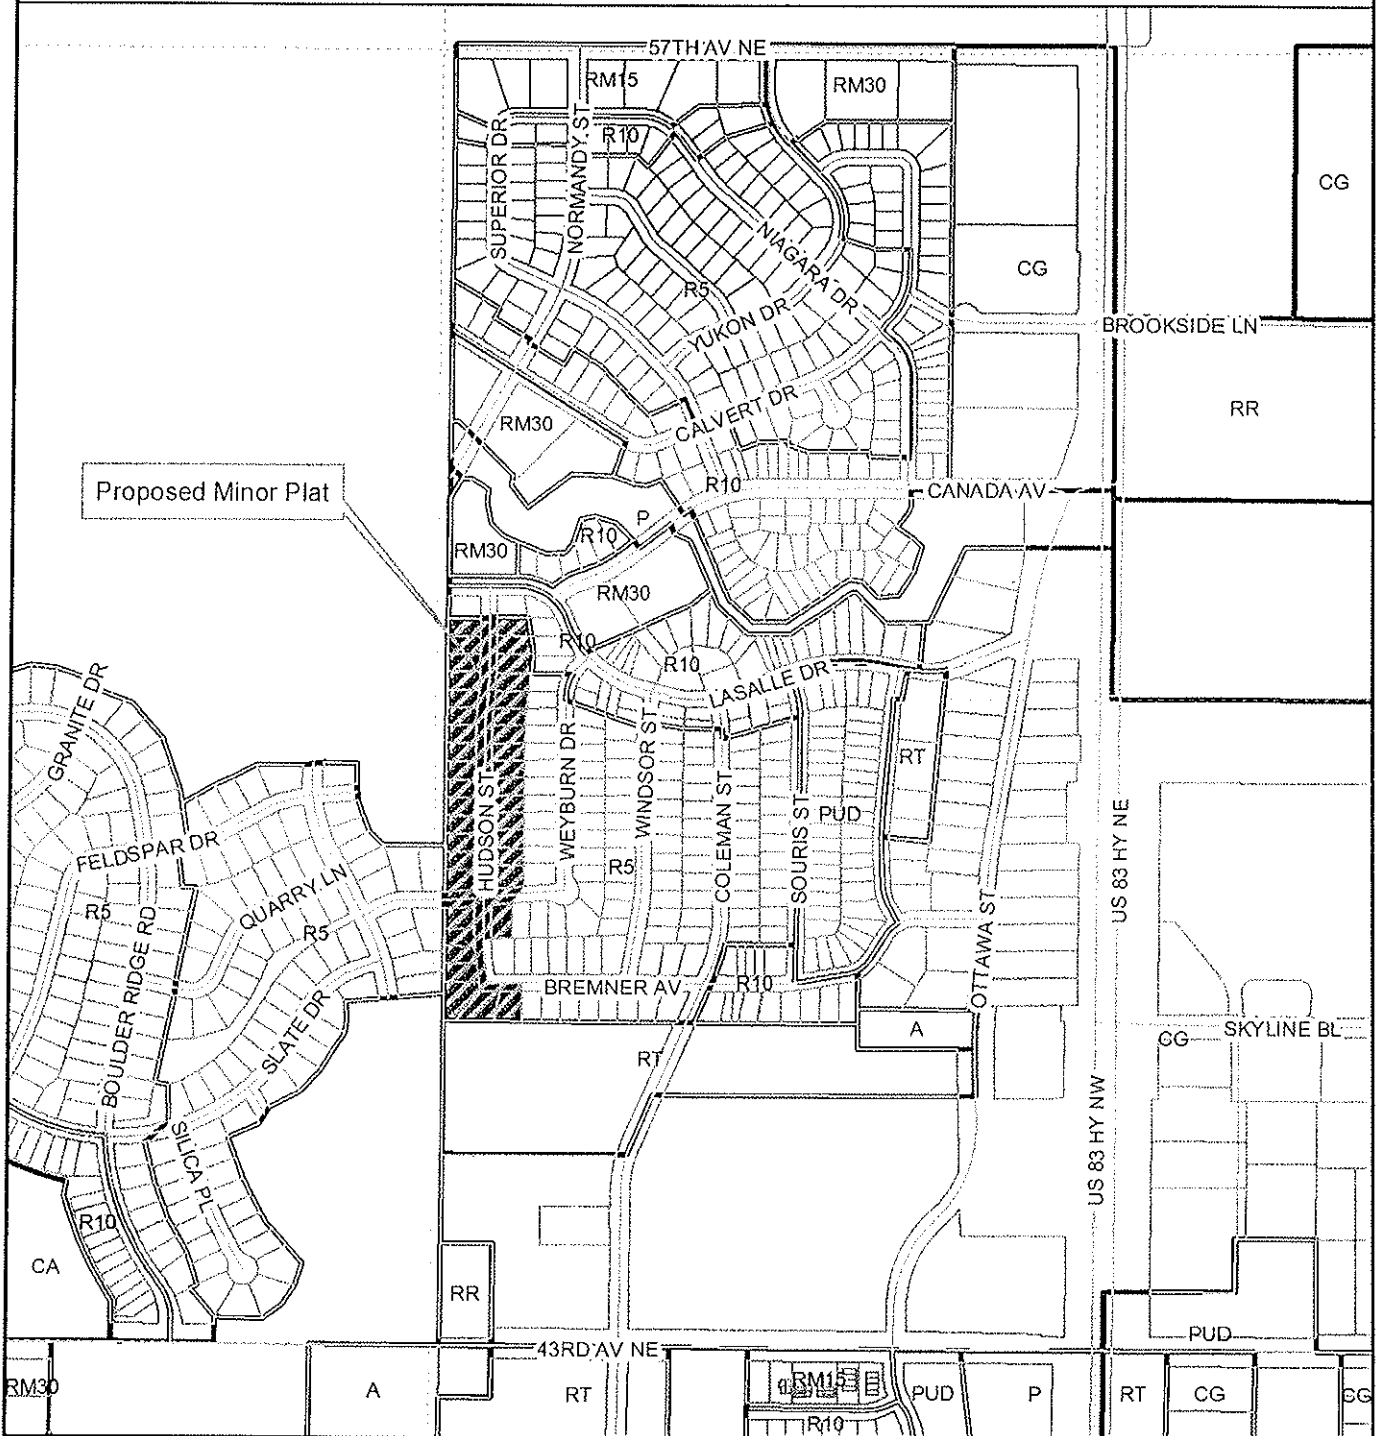 57TH AV NE
RM15
RM30
SUPERIOR DR
NORMANDY ST
R10
CG
NIAGARA DR
CG
R5
YUKON DR
BROOKSIDE LN
CALVERT DR
RR
RM30
Proposed Minor Plat
R10
CANADA AV
P
R10
RM30
RM30
R10
R10
LASALLE DR
GRANITE DR
WINDSOR ST
WEYBURN DR
HUDSON ST
COLEMAN ST
SOURIS ST
RT
PUD
US 83 HY NE
FELDSPAR DR
QUARRY LN
R5
R5
R5
BOULDER RIDGE RD
OTTAWA ST
BREMNER AV
R10
SLATE DR
A
RT
CG
SKYLINE BL
US 83 HY NW
SILICA PL
R10
CA
RR
PUD
43RD AV NE
RM30
A
RT
RM15
PUD
P
RT
CG
CG
R10